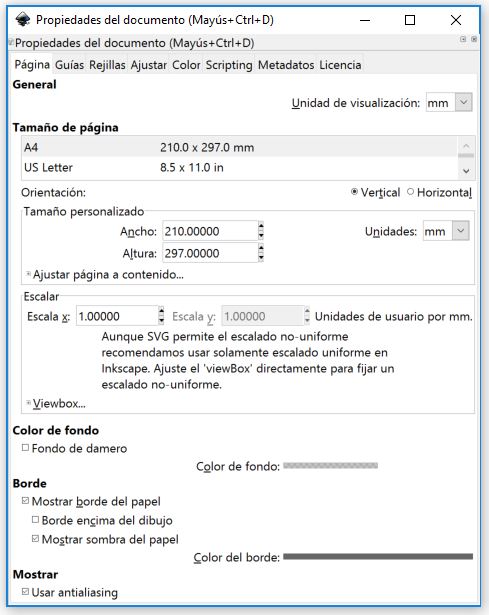 Propiedades del documento (Mayús+Ctrl+D)
Propiedades del documento (Mayús+Ctrl+D)
Página Guías Rejillas Ajustar Color Scripting Metadatos Licencia
General
Unidad de visualización: mm
Tamaño de página
A4 210.0 x 297.0 mm
US Letter 8.5 x 11.0 in
Orientación: Vertical Horizontal
Tamaño personalizado
Ancho: 210.00000 Unidades: mm
Altura: 297.00000
Ajustar página a contenido...
Escalar
Escala x: 1.00000 Escala y: 1.00000 Unidades de usuario por mm.
Aunque SVG permite el escalado no-uniforme
recomendamos usar solamente escalado uniforme en
Inkscape. Ajuste el 'viewBox' directamente para fijar un
escalado no-uniforme.
Viewbox...
Color de fondo
Fondo de damero
Color de fondo:
Borde
Mostrar borde del papel
Borde encima del dibujo
Mostrar sombra del papel
Color del borde:
Mostrar
Usar antialiasing